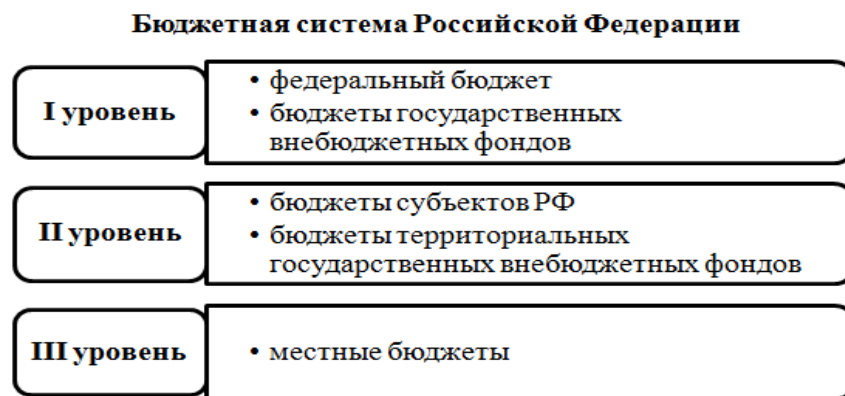 Бюджетная система Российской Федерации
I уровень
• федеральный бюджет
• бюджеты государственных
внебюджетных фондов
II уровень
• бюджеты субъектов РФ
• бюджеты территориальных
государственных внебюджетных фондов
III уровень
• местные бюджеты